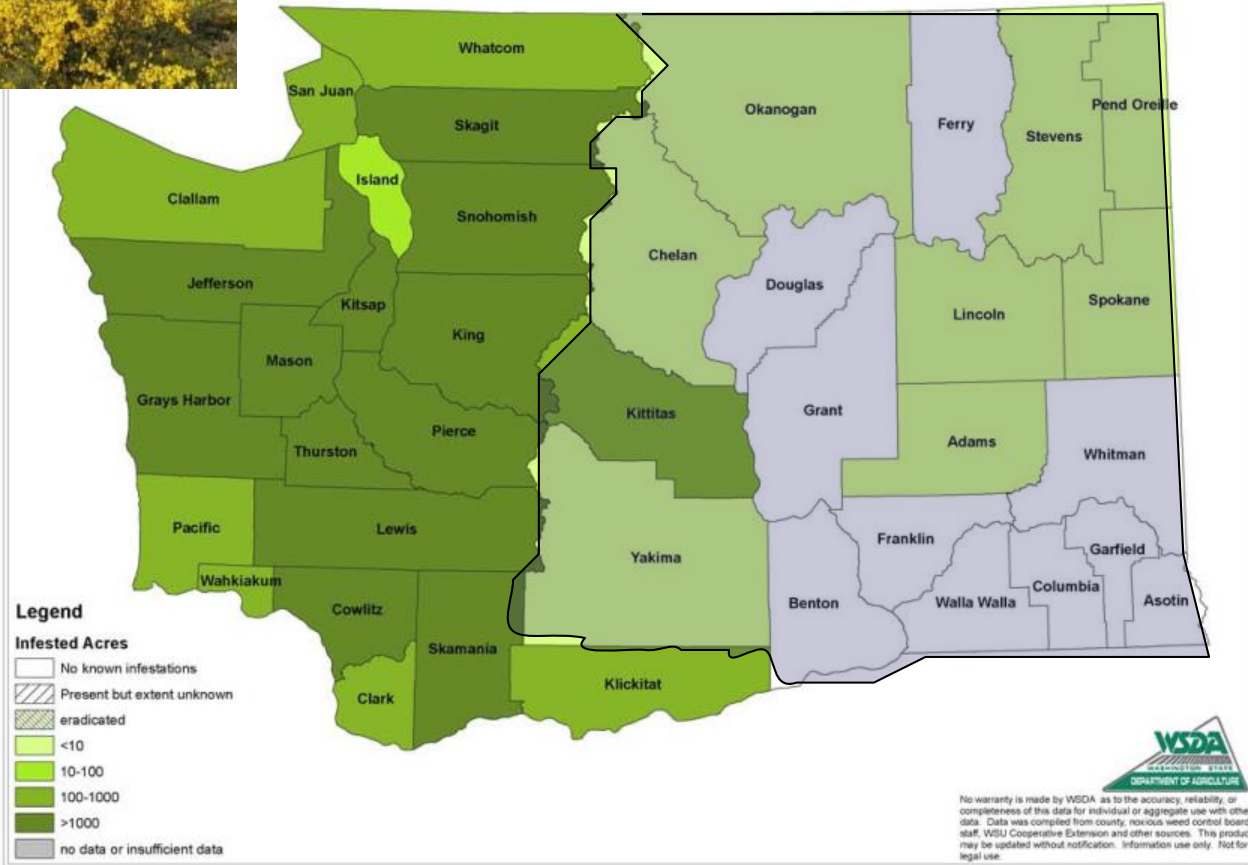 Whatcom
San Juan
Skagit
Okanogan
Ferry
Pend Oreille
Stevens
Island
Clallam
Snohomish
Chelan
Jefferson
Kitsap
Douglas
Lincoln
Spokane
King
Mason
Grays Harbor
Kittitas
Grant
Pierce
Thurston
Adams
Whitman
Pacific
Lewis
Yakima
Franklin
Garfield
Wahkiakum
Cowlitz
Benton
Walla Walla
Columbia
Asotin
Skamania
Klickitat
Clark
Legend
Infested Acres
No known infestations
Present but extent unknown
eradicated
<10
10-100
100-1000
>1000
no data or insufficient data
WSDA
WASHINGTON STATE
DEPARTMENT OF AGRICULTURE
No warranty is made by WSDA as to the accuracy, reliability, or
completeness of this data for individual or aggregate use with othe
data. Data was compiled from county, noxious weed control board
staff, WSU Cooperative Extension and other sources. This produc
may be updated without notification. Information use only. Not for
legal use.